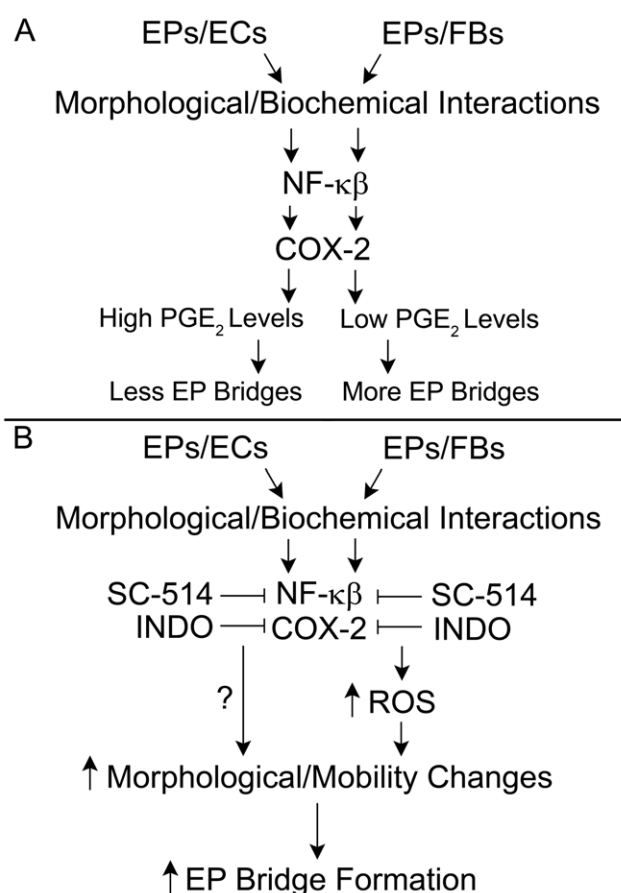 A
EPs/ECs EPs/FBs
Morphological/Biochemical Interactions
NF-κβ
COX-2
High PGE₂ Levels Low PGE₂ Levels
Less EP Bridges More EP Bridges
B
EPs/ECs EPs/FBs
Morphological/Biochemical Interactions
SC-514 NF-κβ SC-514
INDO COX-2 INDO
? ROS
Morphological/Mobility Changes
EP Bridge Formation